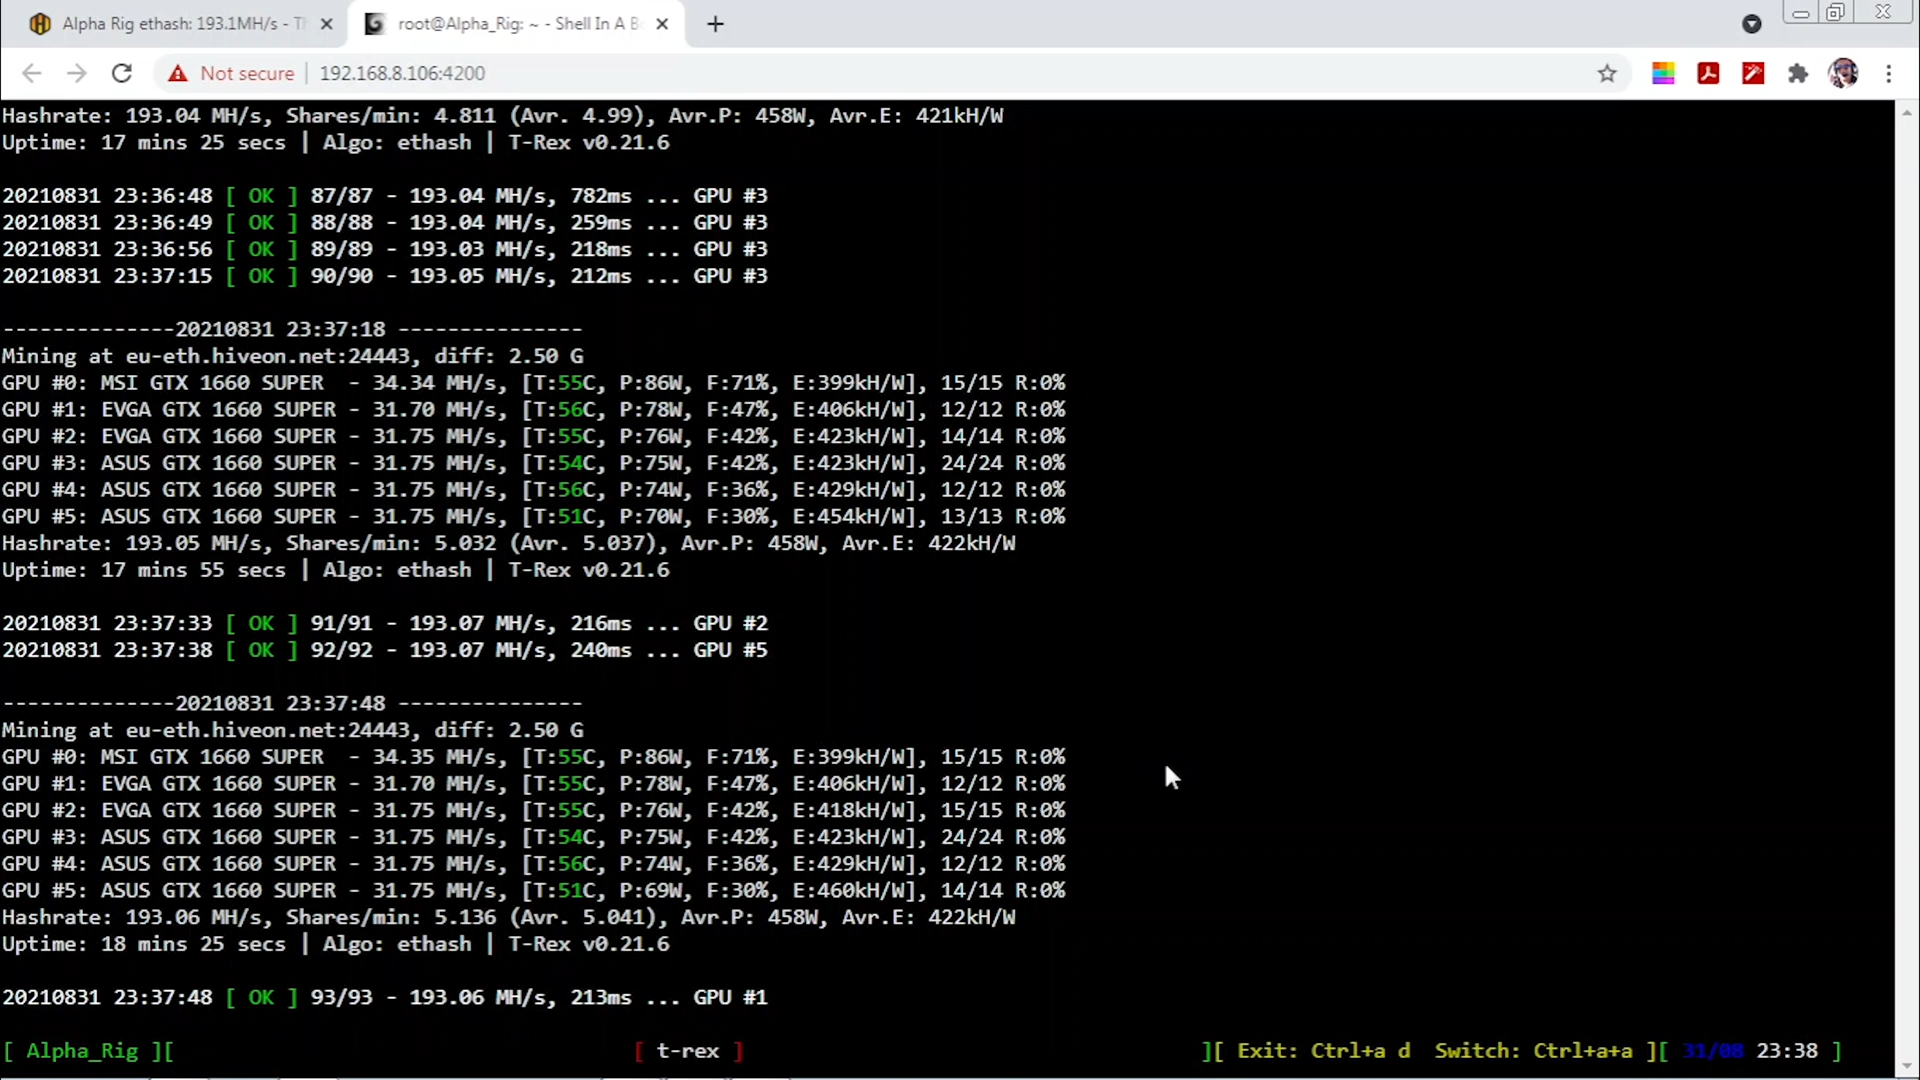 Alpha Rig ethash: 193.1MH/s - Th
root@Alpha_Rig: ~ - Shell In A B
Not secure
192.168.8.106:4200
Hashrate: 193.04 MH/s, Shares/min: 4.811 (Avr. 4.99), Avr.P: 458W, Avr.E: 421kH/W
Uptime: 17 mins 25 secs | Algo: ethash | T-Rex v0.21.6
20210831 23:36:48 [ OK ] 87/87 - 193.04 MH/s, 782ms ... GPU #3
20210831 23:36:49 [ OK ] 88/88 - 193.04 MH/s, 259ms ... GPU #3
20210831 23:36:56 [ OK ] 89/89 - 193.03 MH/s, 218ms ... GPU #3
20210831 23:37:15 [ OK ] 90/90 - 193.05 MH/s, 212ms ... GPU #3
--------------20210831 23:37:18 ---------------
Mining at eu-eth.hiveon.net:24443, diff: 2.50 G
GPU #0: MSI GTX 1660 SUPER  - 34.34 MH/s, [T:55C, P:86W, F:71%, E:399kH/W], 15/15 R:0%
GPU #1: EVGA GTX 1660 SUPER - 31.70 MH/s, [T:56C, P:78W, F:47%, E:406kH/W], 12/12 R:0%
GPU #2: EVGA GTX 1660 SUPER - 31.75 MH/s, [T:55C, P:76W, F:42%, E:423kH/W], 14/14 R:0%
GPU #3: ASUS GTX 1660 SUPER - 31.75 MH/s, [T:54C, P:75W, F:42%, E:423kH/W], 24/24 R:0%
GPU #4: ASUS GTX 1660 SUPER - 31.75 MH/s, [T:56C, P:74W, F:36%, E:429kH/W], 12/12 R:0%
GPU #5: ASUS GTX 1660 SUPER - 31.75 MH/s, [T:51C, P:70W, F:30%, E:454kH/W], 13/13 R:0%
Hashrate: 193.05 MH/s, Shares/min: 5.032 (Avr. 5.037), Avr.P: 458W, Avr.E: 422kH/W
Uptime: 17 mins 55 secs | Algo: ethash | T-Rex v0.21.6
20210831 23:37:33 [ OK ] 91/91 - 193.07 MH/s, 216ms ... GPU #2
20210831 23:37:38 [ OK ] 92/92 - 193.07 MH/s, 240ms ... GPU #5
--------------20210831 23:37:48 ---------------
Mining at eu-eth.hiveon.net:24443, diff: 2.50 G
GPU #0: MSI GTX 1660 SUPER  - 34.35 MH/s, [T:55C, P:86W, F:71%, E:399kH/W], 15/15 R:0%
GPU #1: EVGA GTX 1660 SUPER - 31.70 MH/s, [T:55C, P:78W, F:47%, E:406kH/W], 12/12 R:0%
GPU #2: EVGA GTX 1660 SUPER - 31.75 MH/s, [T:55C, P:76W, F:42%, E:418kH/W], 15/15 R:0%
GPU #3: ASUS GTX 1660 SUPER - 31.75 MH/s, [T:54C, P:75W, F:42%, E:423kH/W], 24/24 R:0%
GPU #4: ASUS GTX 1660 SUPER - 31.75 MH/s, [T:56C, P:74W, F:36%, E:429kH/W], 12/12 R:0%
GPU #5: ASUS GTX 1660 SUPER - 31.75 MH/s, [T:51C, P:69W, F:30%, E:460kH/W], 14/14 R:0%
Hashrate: 193.06 MH/s, Shares/min: 5.136 (Avr. 5.041), Avr.P: 458W, Avr.E: 422kH/W
Uptime: 18 mins 25 secs | Algo: ethash | T-Rex v0.21.6
20210831 23:37:48 [ OK ] 93/93 - 193.06 MH/s, 213ms ... GPU #1
[ Alpha_Rig ][ [ t-rex ] ][ Exit: Ctrl+a d  Switch: Ctrl+a+a ][ 31/08 23:38 ]